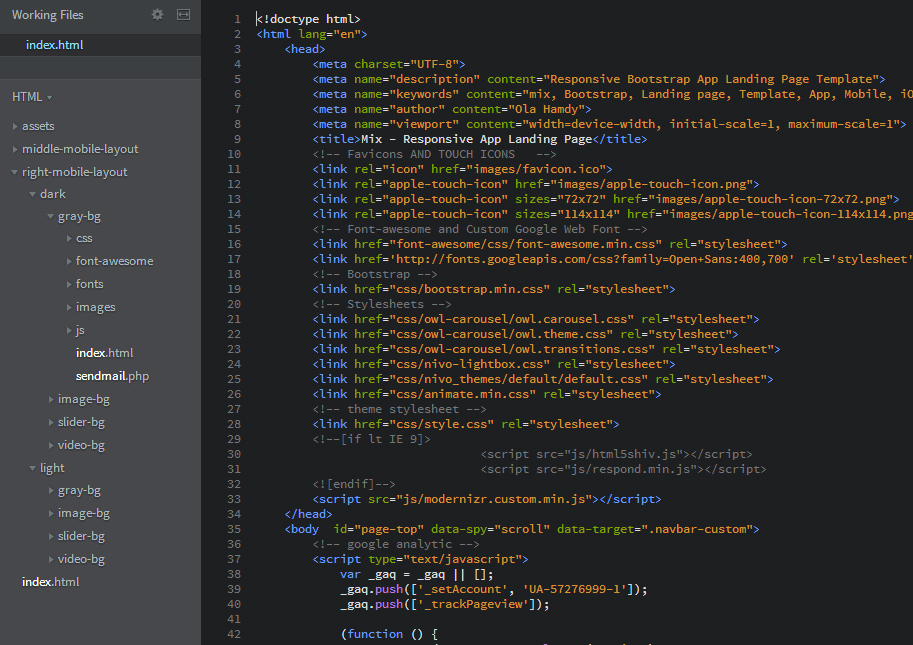 Working Files
index.html
HTML
assets
middle-mobile-layout
right-mobile-layout
dark
gray-bg
css
font-awesome
fonts
images
js
index.html
sendmail.php
image-bg
slider-bg
video-bg
light
gray-bg
image-bg
slider-bg
video-bg
index.html
1 <!doctype html>
2 <html lang="en">
3 <head>
4 <meta charset="UTF-8">
5 <meta name="description" content="Responsive Bootstrap App Landing Page Template">
6 <meta name="keywords" content="mix, Bootstrap, Landing page, Template, App, Mobile, iO
7 <meta name="author" content="Ola Hamdy">
8 <meta name="viewport" content="width=device-width, initial-scale=1, maximum-scale=1">
9 <title>Mix - Responsive App Landing Page</title>
10 <!-- Favicons AND TOUCH ICONS   -->
11 <link rel="icon" href="images/favicon.ico">
12 <link rel="apple-touch-icon" href="images/apple-touch-icon.png">
13 <link rel="apple-touch-icon" sizes="72x72" href="images/apple-touch-icon-72x72.png">
14 <link rel="apple-touch-icon" sizes="114x114" href="images/apple-touch-icon-114x114.png
15 <!-- Font-awesome and Custom Google Web Font -->
16 <link href="font-awesome/css/font-awesome.min.css" rel="stylesheet">
17 <link href='http://fonts.googleapis.com/css?family=Open+Sans:400,700' rel='stylesheet'
18 <!-- Bootstrap -->
19 <link href="css/bootstrap.min.css" rel="stylesheet">
20 <!-- Stylesheets -->
21 <link href="css/owl-carousel/owl.carousel.css" rel="stylesheet">
22 <link href="css/owl-carousel/owl.theme.css" rel="stylesheet">
23 <link href="css/owl-carousel/owl.transitions.css" rel="stylesheet">
24 <link href="css/nivo-lightbox.css" rel="stylesheet">
25 <link href="css/nivo_themes/default/default.css" rel="stylesheet">
26 <link href="css/animate.min.css" rel="stylesheet">
27 <!-- theme stylesheet -->
28 <link href="css/style.css" rel="stylesheet">
29 <!--[if lt IE 9]>
30 <script src="js/html5shiv.js"></script>
31 <script src="js/respond.min.js"></script>
32 <![endif]-->
33 <script src="js/modernizr.custom.min.js"></script>
34 </head>
35 <body  id="page-top" data-spy="scroll" data-target=".navbar-custom">
36 <!-- google analytic -->
37 <script type="text/javascript">
38 var _gaq = _gaq || [];
39 _gaq.push(['_setAccount', 'UA-57276999-1']);
40 _gaq.push(['_trackPageview']);
41
42 (function () {